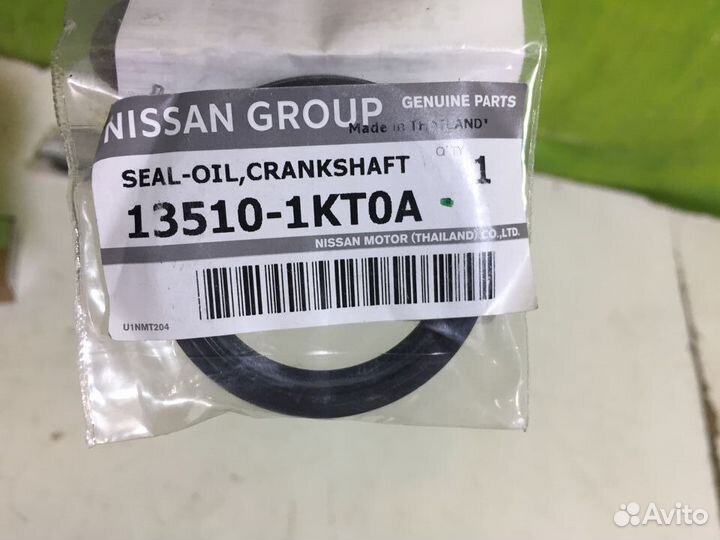 NISSAN GROUP
GENUINE PARTS
Made in THAILAND
SEAL-OIL,CRANKSHAFT
Q'TY
1
13510-1KT0A
NISSAN MOTOR (THAILAND) CO.,LTD.
U1NMT204
Avito